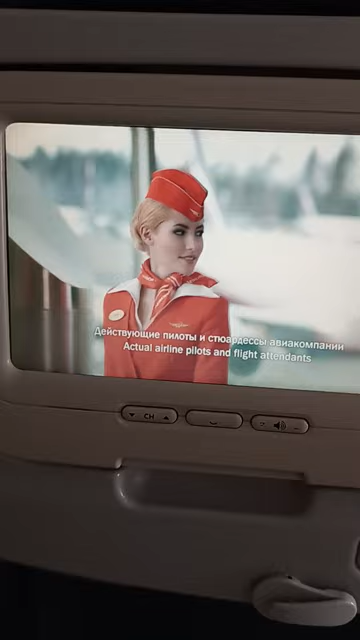 Действующие пилоты и стюардессы авиакомпании
Actual airline pilots and flight attendants
CH